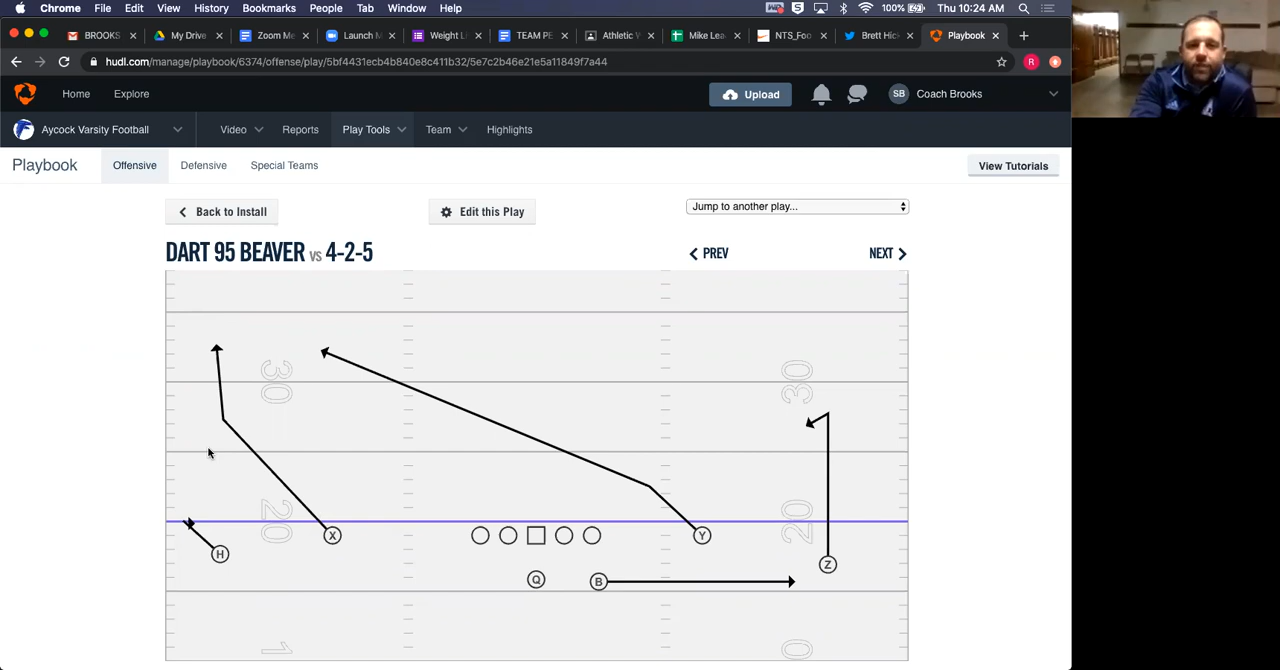 Chrome File Edit View History Bookmarks People Tab Window Help 100% Thu 10:24 AM
BROOKS My Drive Zoom Me Launch M Weight L TEAM PE Athletic W Mike Lea NTS_Foo Brett Hic Playbook
hudl.com/manage/playbook/6374/offense/play/5bf4431ecb4b840e8c411b32/5e7c2b46e21e5a11849f7a44 R
Home Explore Upload SB Coach Brooks
Aycock Varsity Football Video Reports Play Tools Team Highlights
Playbook Offensive Defensive Special Teams View Tutorials
Back to Install Edit this Play Jump to another play...
DART 95 BEAVER vs 4-2-5 PREV NEXT
30 30
20 20
X Y
H Z
Q B
1 0